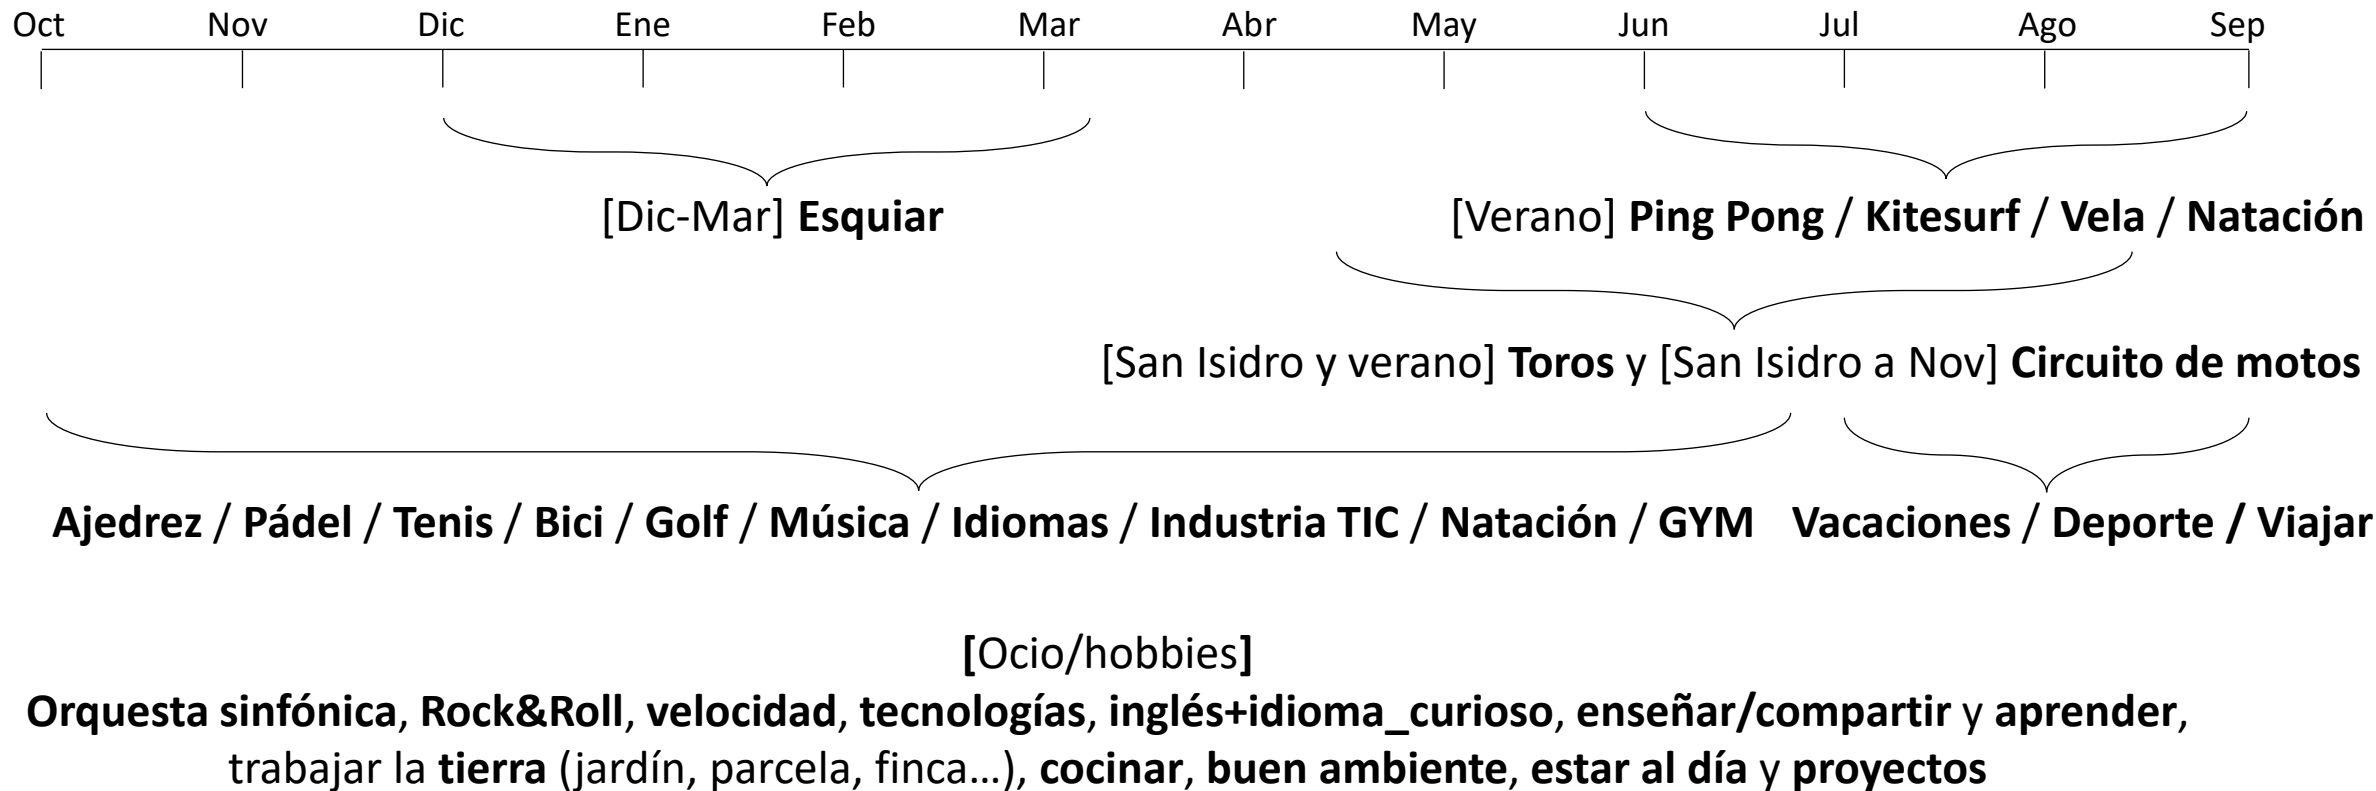 Oct Nov Dic Ene Feb Mar Abr May Jun Jul Ago Sep
[Dic-Mar] Esquiar
[Verano] Ping Pong / Kitesurf / Vela / Natación
[San Isidro y verano] Toros y [San Isidro a Nov] Circuito de motos
Ajedrez / Pádel / Tenis / Bici / Golf / Música / Idiomas / Industria TIC / Natación / GYM
Vacaciones / Deporte / Viajar
[Ocio/hobbies]
Orquesta sinfónica, Rock&Roll, velocidad, tecnologías, inglés+idioma_curioso, enseñar/compartir y aprender,
trabajar la tierra (jardín, parcela, finca…), cocinar, buen ambiente, estar al día y proyectos